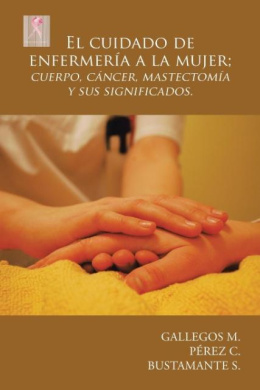 El cuidado de
enfermería a la mujer;
cuerpo, cáncer, mastectomía
y sus significados.
Gallegos M.
Pérez C.
Bustamante S.